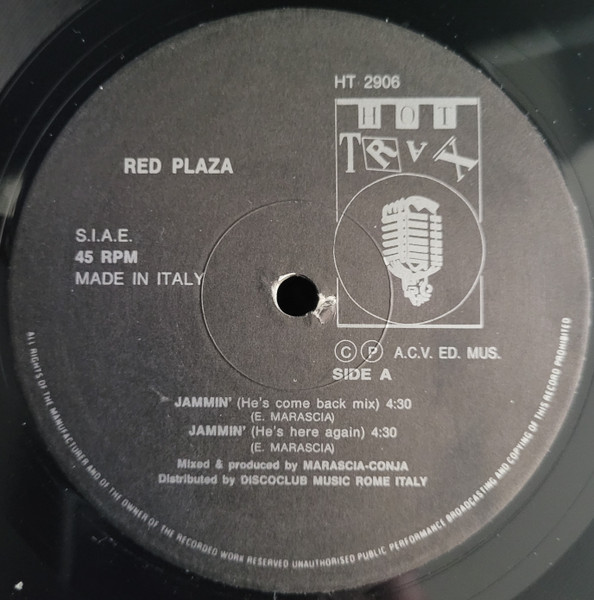 HT 2906
HOT
TRAX
RED PLAZA
S.I.A.E.
45 RPM
MADE IN ITALY
Ⓒ Ⓟ A.C.V. ED. MUS.
SIDE A
JAMMIN' (He's come back mix) 4:30
(E. MARASCIA)
JAMMIN' (He's here again) 4:30
(E. MARASCIA)
Mixed & produced by MARASCIA-CONJA
Distributed by DISCOCLUB MUSIC ROME ITALY
ALL RIGHTS OF THE MANUFACTURER AND OF THE OWNER OF THE RECORDED WORK RESERVED UNAUTHORISED PUBLIC PERFORMANCE BROADCASTING AND COPYING OF THIS RECORD PROHIBITED